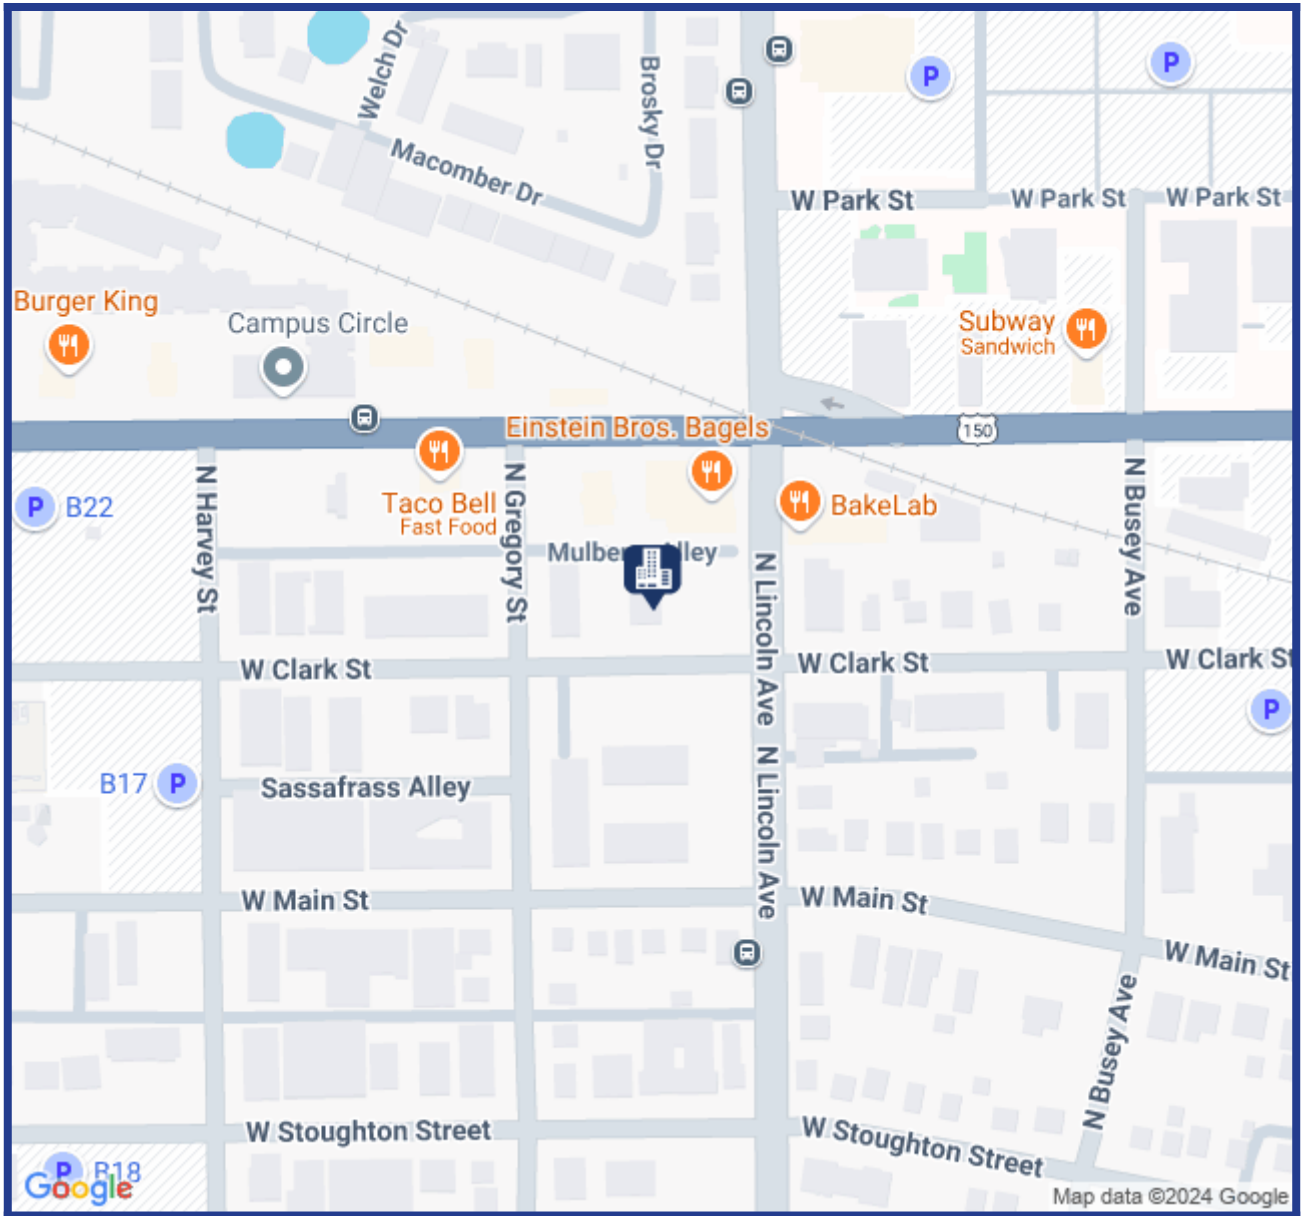 Welch Dr
Brosky Dr
P
P
Macomber Dr
W Park St
W Park St
W Park St
Burger King
Campus Circle
Subway
Sandwich
Einstein Bros. Bagels
150
Taco Bell
Fast Food
P B22
N Harvey St
N Gregory St
BakeLab
N Busey Ave
Alley
N Lincoln Ave
W Clark St
W Clark St
W Clark St
P
B17 P
Sassafrass Alley
N Lincoln Ave
W Main St
W Main St
W Main St
N Busey Ave
W Stoughton Street
W Stoughton Street
P B18
Google
Map data ©2024 Google